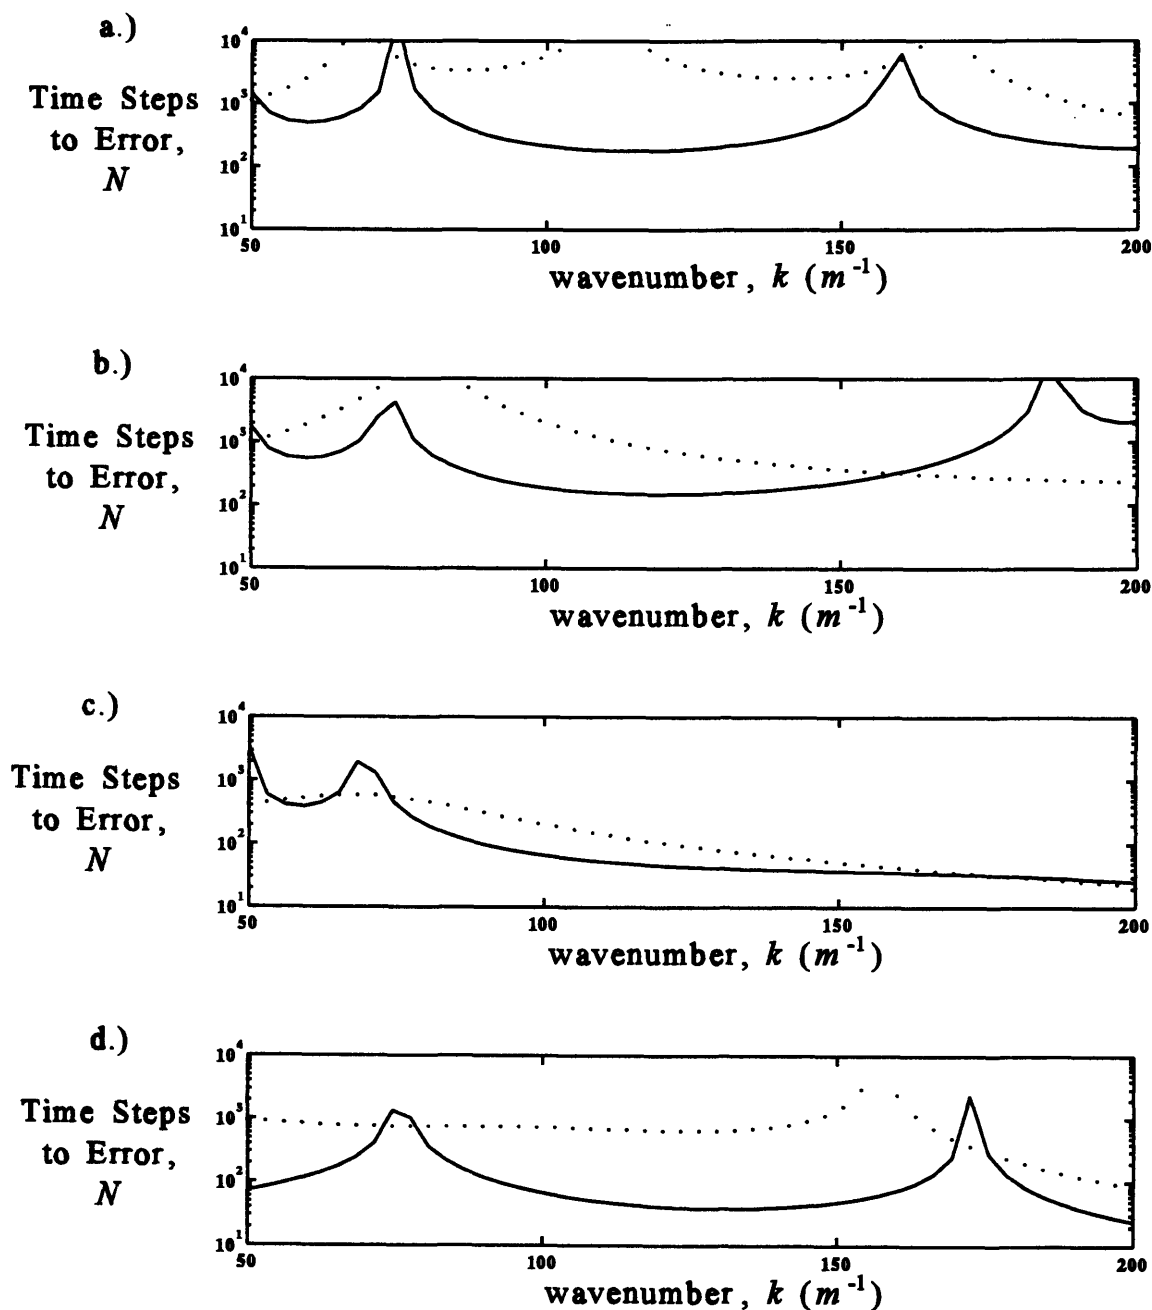 a.)
10⁴
Time Steps
10³
to Error,
10²
N
10¹
50 100 150 200
wavenumber, k (m⁻¹)
b.)
10⁴
Time Steps
10³
to Error,
10²
N
10¹
50 100 150 200
wavenumber, k (m⁻¹)
c.)
10⁴
Time Steps
10³
to Error,
10²
N
10¹
50 100 150 200
wavenumber, k (m⁻¹)
d.)
10⁴
Time Steps
10³
to Error,
10²
N
10¹
50 100 150 200
wavenumber, k (m⁻¹)